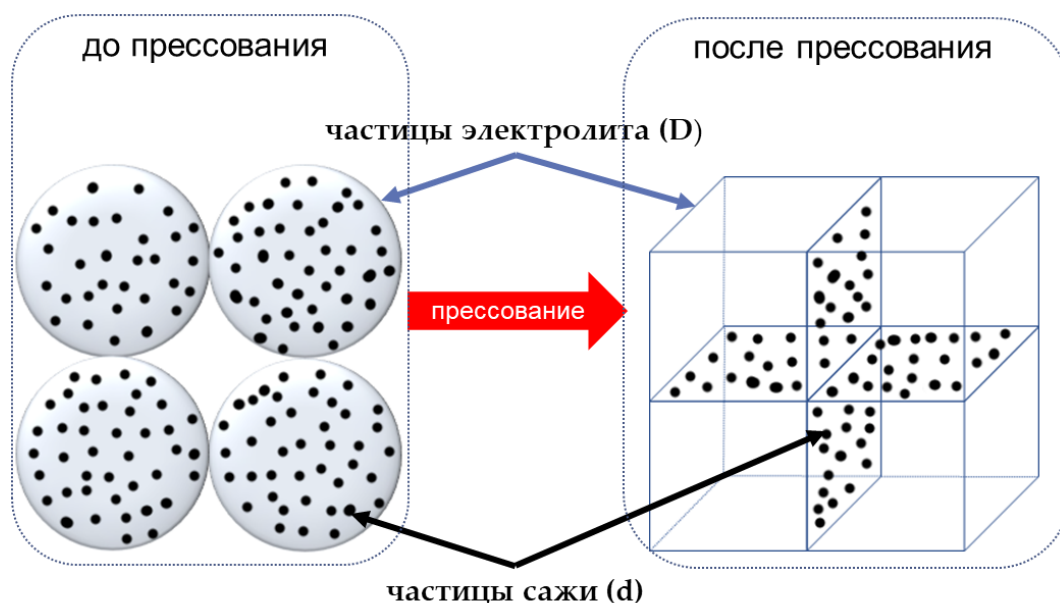 до прессования
после прессования
частицы электролита (D)
прессование
частицы сажи (d)